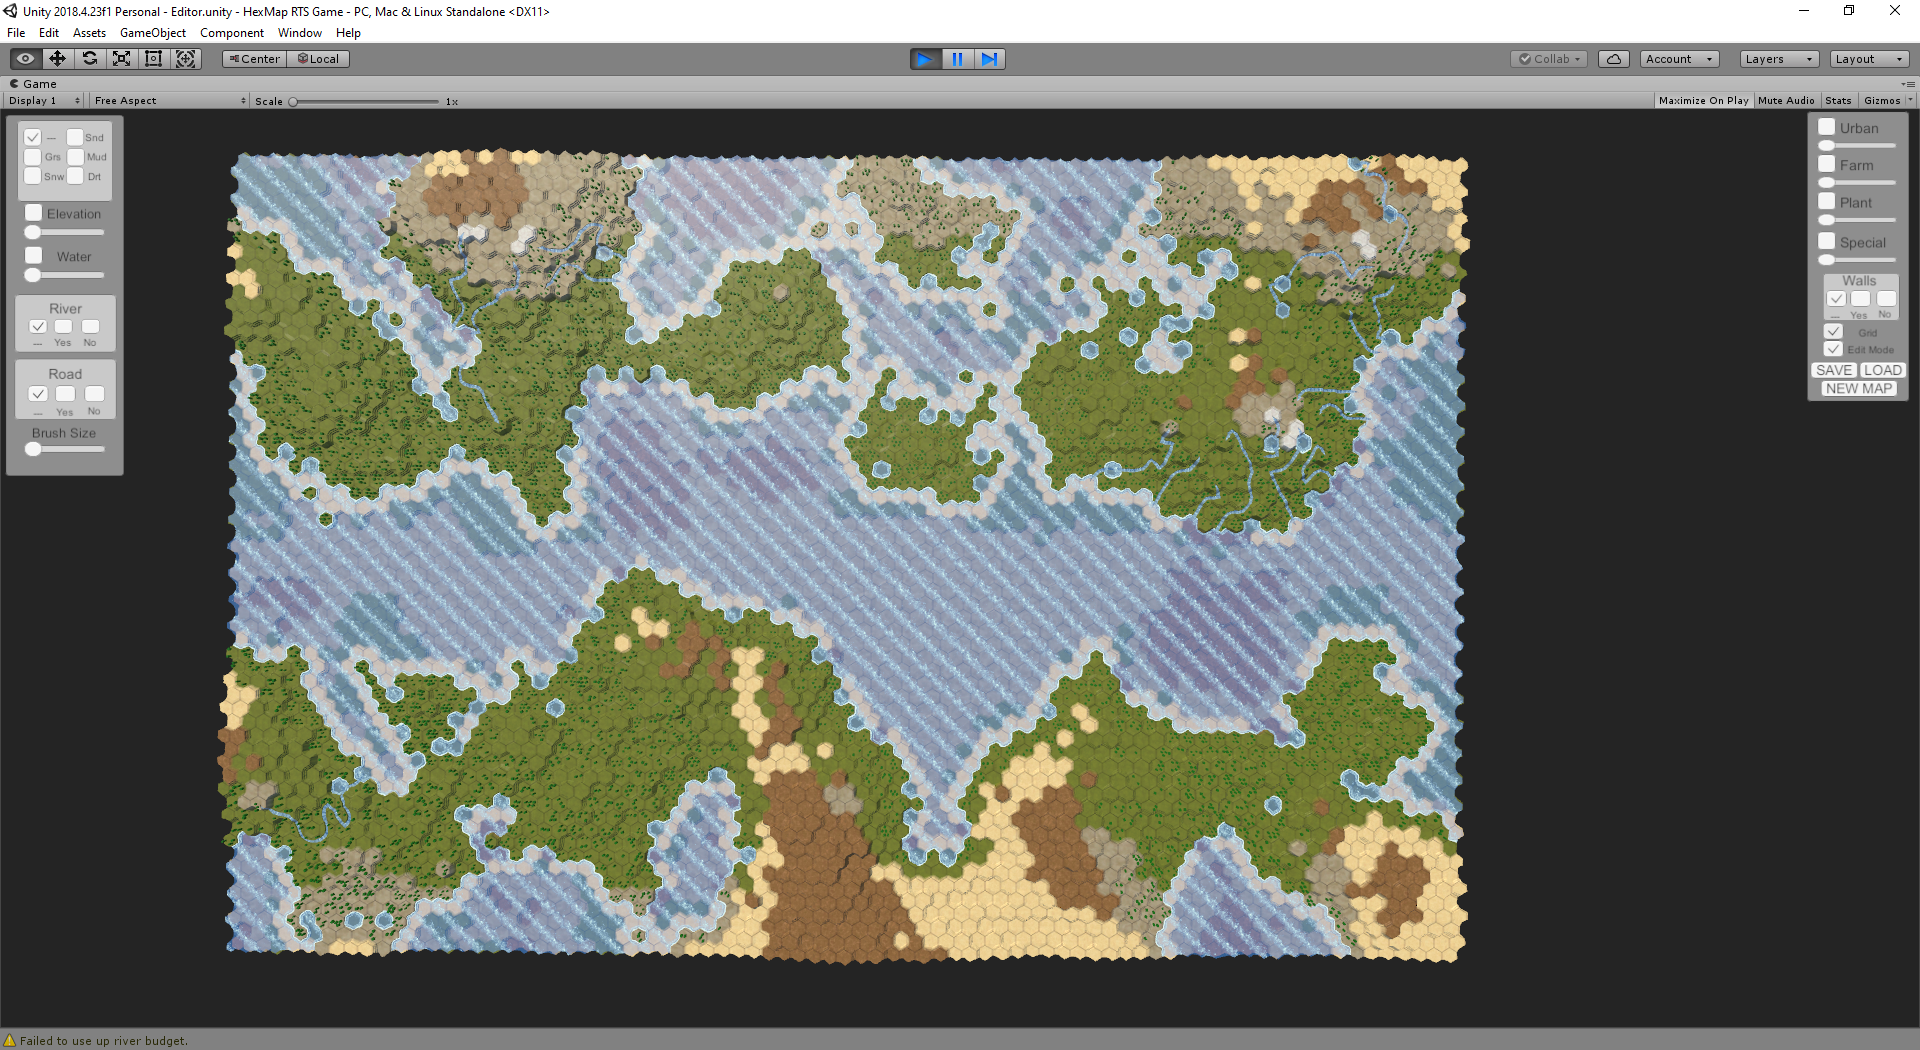 Unity 2018.4.23f1 Personal - Editor.unity - HexMap RTS Game - PC, Mac & Linux Standalone <DX11>
File Edit Assets GameObject Component Window Help
Center Local Collab Account Layers Layout
Game
Display 1 Free Aspect Scale 1x Maximize On Play Mute Audio Stats Gizmos
--- Snd
Grs Mud
Snw Drt
Elevation
Water
River
--- Yes No
Road
--- Yes No
Brush Size
Urban
Farm
Plant
Special
Walls
--- Yes No
Grid
Edit Mode
SAVE LOAD
NEW MAP
Failed to use up river budget.